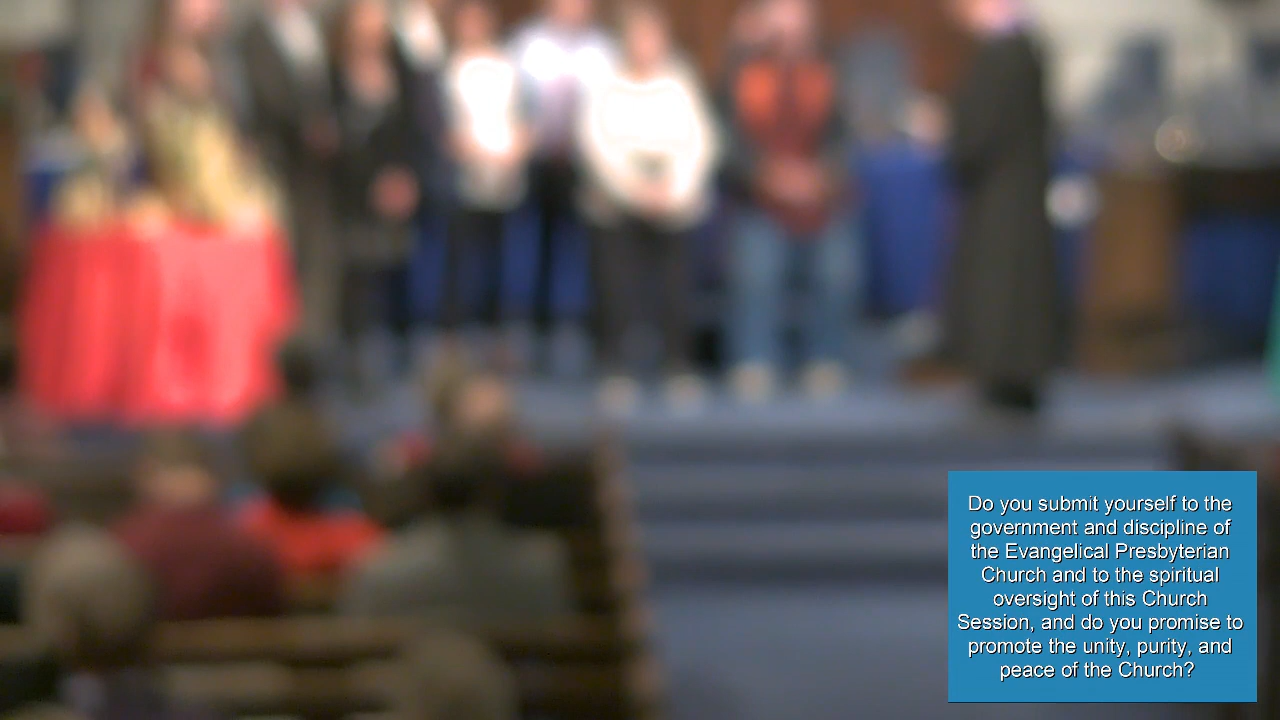 Do you submit yourself to the
government and discipline of
the Evangelical Presbyterian
Church and to the spiritual
oversight of this Church
Session, and do you promise to
promote the unity, purity, and
peace of the Church?